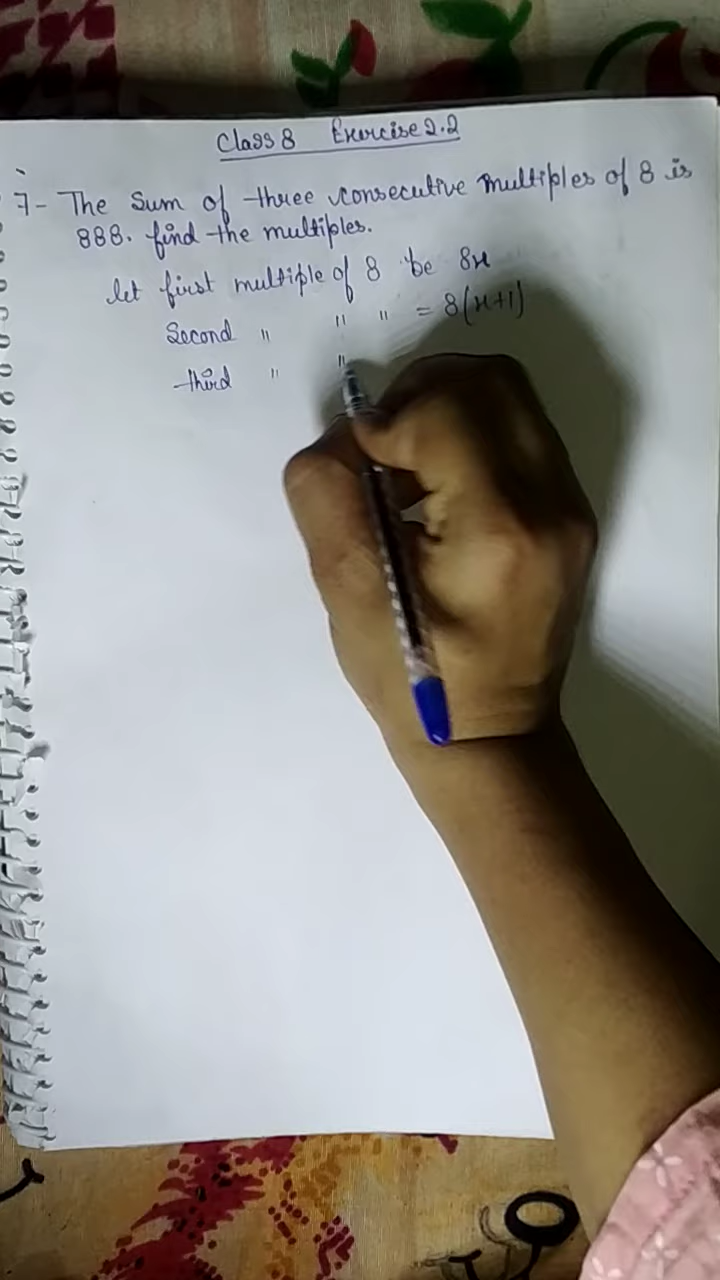 Class 8 Exercise 2.2
7- The Sum of three consecutive multiples of 8 is
888. find the multiples.
let first multiple of 8 be 8x
Second " " " = 8(x+1)
third " "